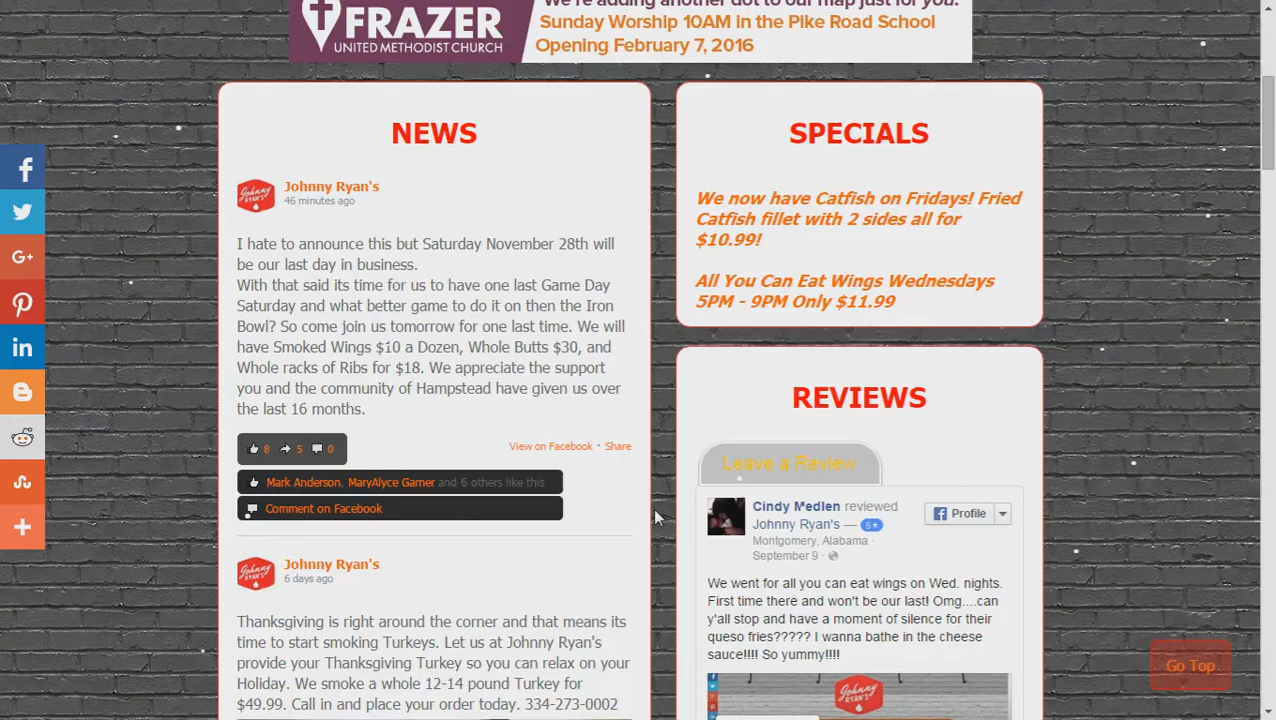 We're adding another dot to our map just for you.
FRAZER
UNITED METHODIST CHURCH
Sunday Worship 10AM in the Pike Road School
Opening February 7, 2016
NEWS
Johnny Ryan's
46 minutes ago
I hate to announce this but Saturday November 28th will
be our last day in business.
With that said its time for us to have one last Game Day
Saturday and what better game to do it on then the Iron
Bowl? So come join us tomorrow for one last time. We will
have Smoked Wings $10 a Dozen, Whole Butts $30, and
Whole racks of Ribs for $18. We appreciate the support
you and the community of Hampstead have given us over
the last 16 months.
8 5 0
View on Facebook · Share
Mark Anderson, MaryAlyce Gamer and 6 others like this
Comment on Facebook
Johnny Ryan's
6 days ago
Thanksgiving is right around the corner and that means its
time to start smoking Turkeys. Let us at Johnny Ryan's
provide your Thanksgiving Turkey so you can relax on your
Holiday. We smoke a whole 12-14 pound Turkey for
$49.99. Call in and place your order today. 334-273-0002
SPECIALS
We now have Catfish on Fridays! Fried
Catfish fillet with 2 sides all for
$10.99!
All You Can Eat Wings Wednesdays
5PM - 9PM Only $11.99
REVIEWS
Leave a Review
Cindy Medlen reviewed
Johnny Ryan's — 5★
Montgomery, Alabama ·
September 9 ·
Profile
We went for all you can eat wings on Wed. nights.
First time there and won't be our last! Omg....can
y'all stop and have a moment of silence for their
queso fries????? I wanna bathe in the cheese
sauce!!!! So yummy!!!!
Johnny
RYAN'S
Go Top